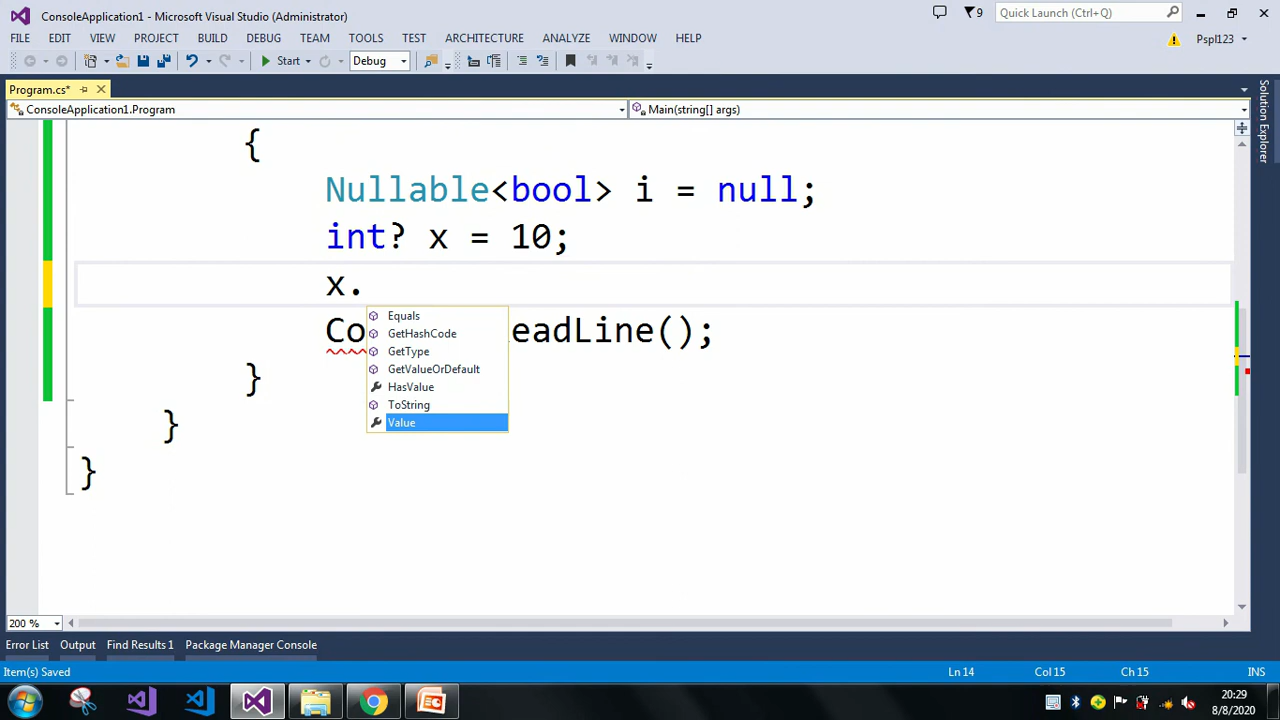 ConsoleApplication1 - Microsoft Visual Studio (Administrator)
9
Quick Launch (Ctrl+Q)
FILE EDIT VIEW PROJECT BUILD DEBUG TEAM TOOLS TEST ARCHITECTURE ANALYZE WINDOW HELP
Pspl123
Start
Debug
Program.cs*
ConsoleApplication1.Program
Main(string[] args)
Solution Explorer
{
Nullable<bool> i = null;
int? x = 10;
x.
Co eadLine();
Equals
GetHashCode
GetType
GetValueOrDefault
HasValue
ToString
Value
}
}
}
200 %
Error List Output Find Results 1 Package Manager Console
Item(s) Saved
Ln 14 Col 15 Ch 15 INS
20:29
8/8/2020